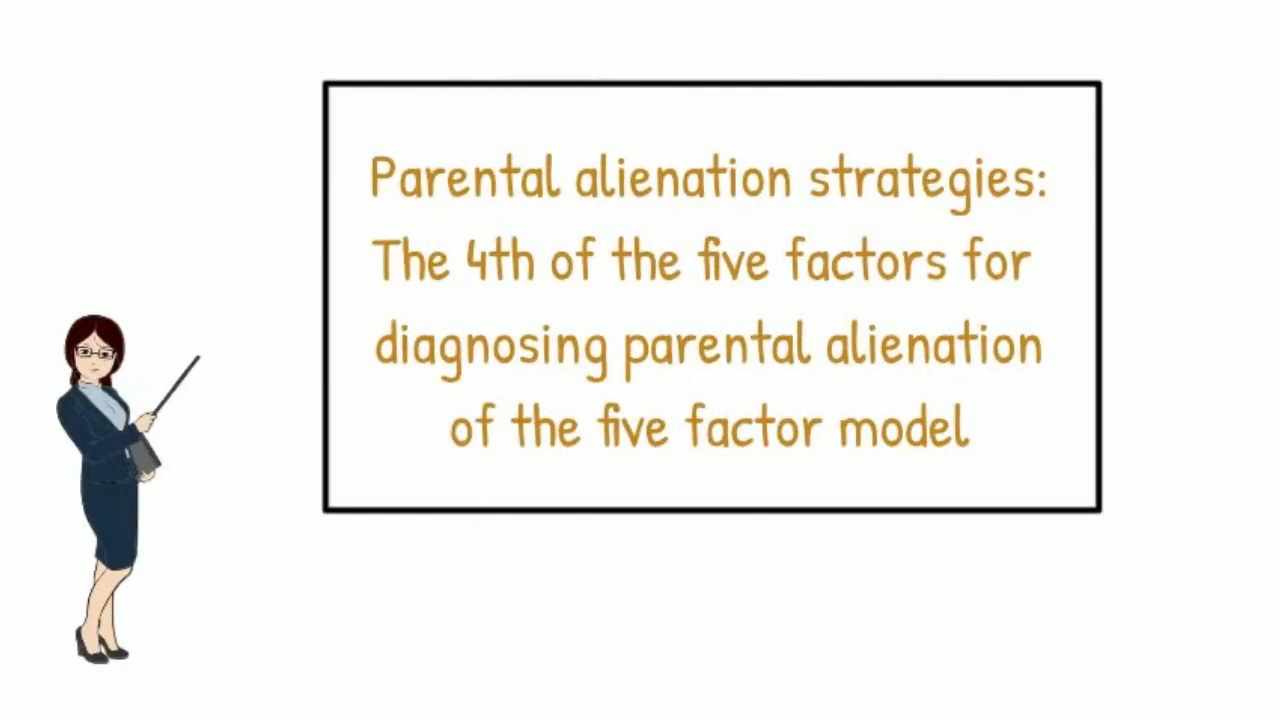 Parental alienation strategies:
The 4th of the five factors for
diagnosing parental alienation
of the five factor model